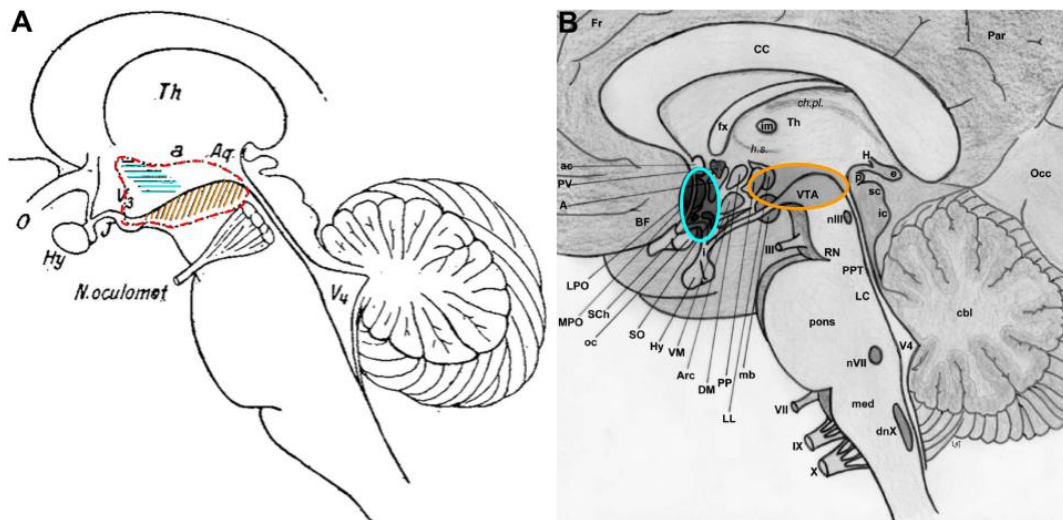 A
Th
a
Aq.
V3
O
J
Hy
N.oculomot
V4
B
Fr
Par
CC
ch.pl.
fx
im
Th
h.s.
ac
PV
A
BF
VTA
H
P
e
sc
ic
Occ
nIII
III
RN
PPT
LC
LPO
MPO
SCh
oc
SO
Hy
VM
Arc
DM
PP
mb
LL
pons
V4
cbl
nVII
VII
med
dnX
IX
X